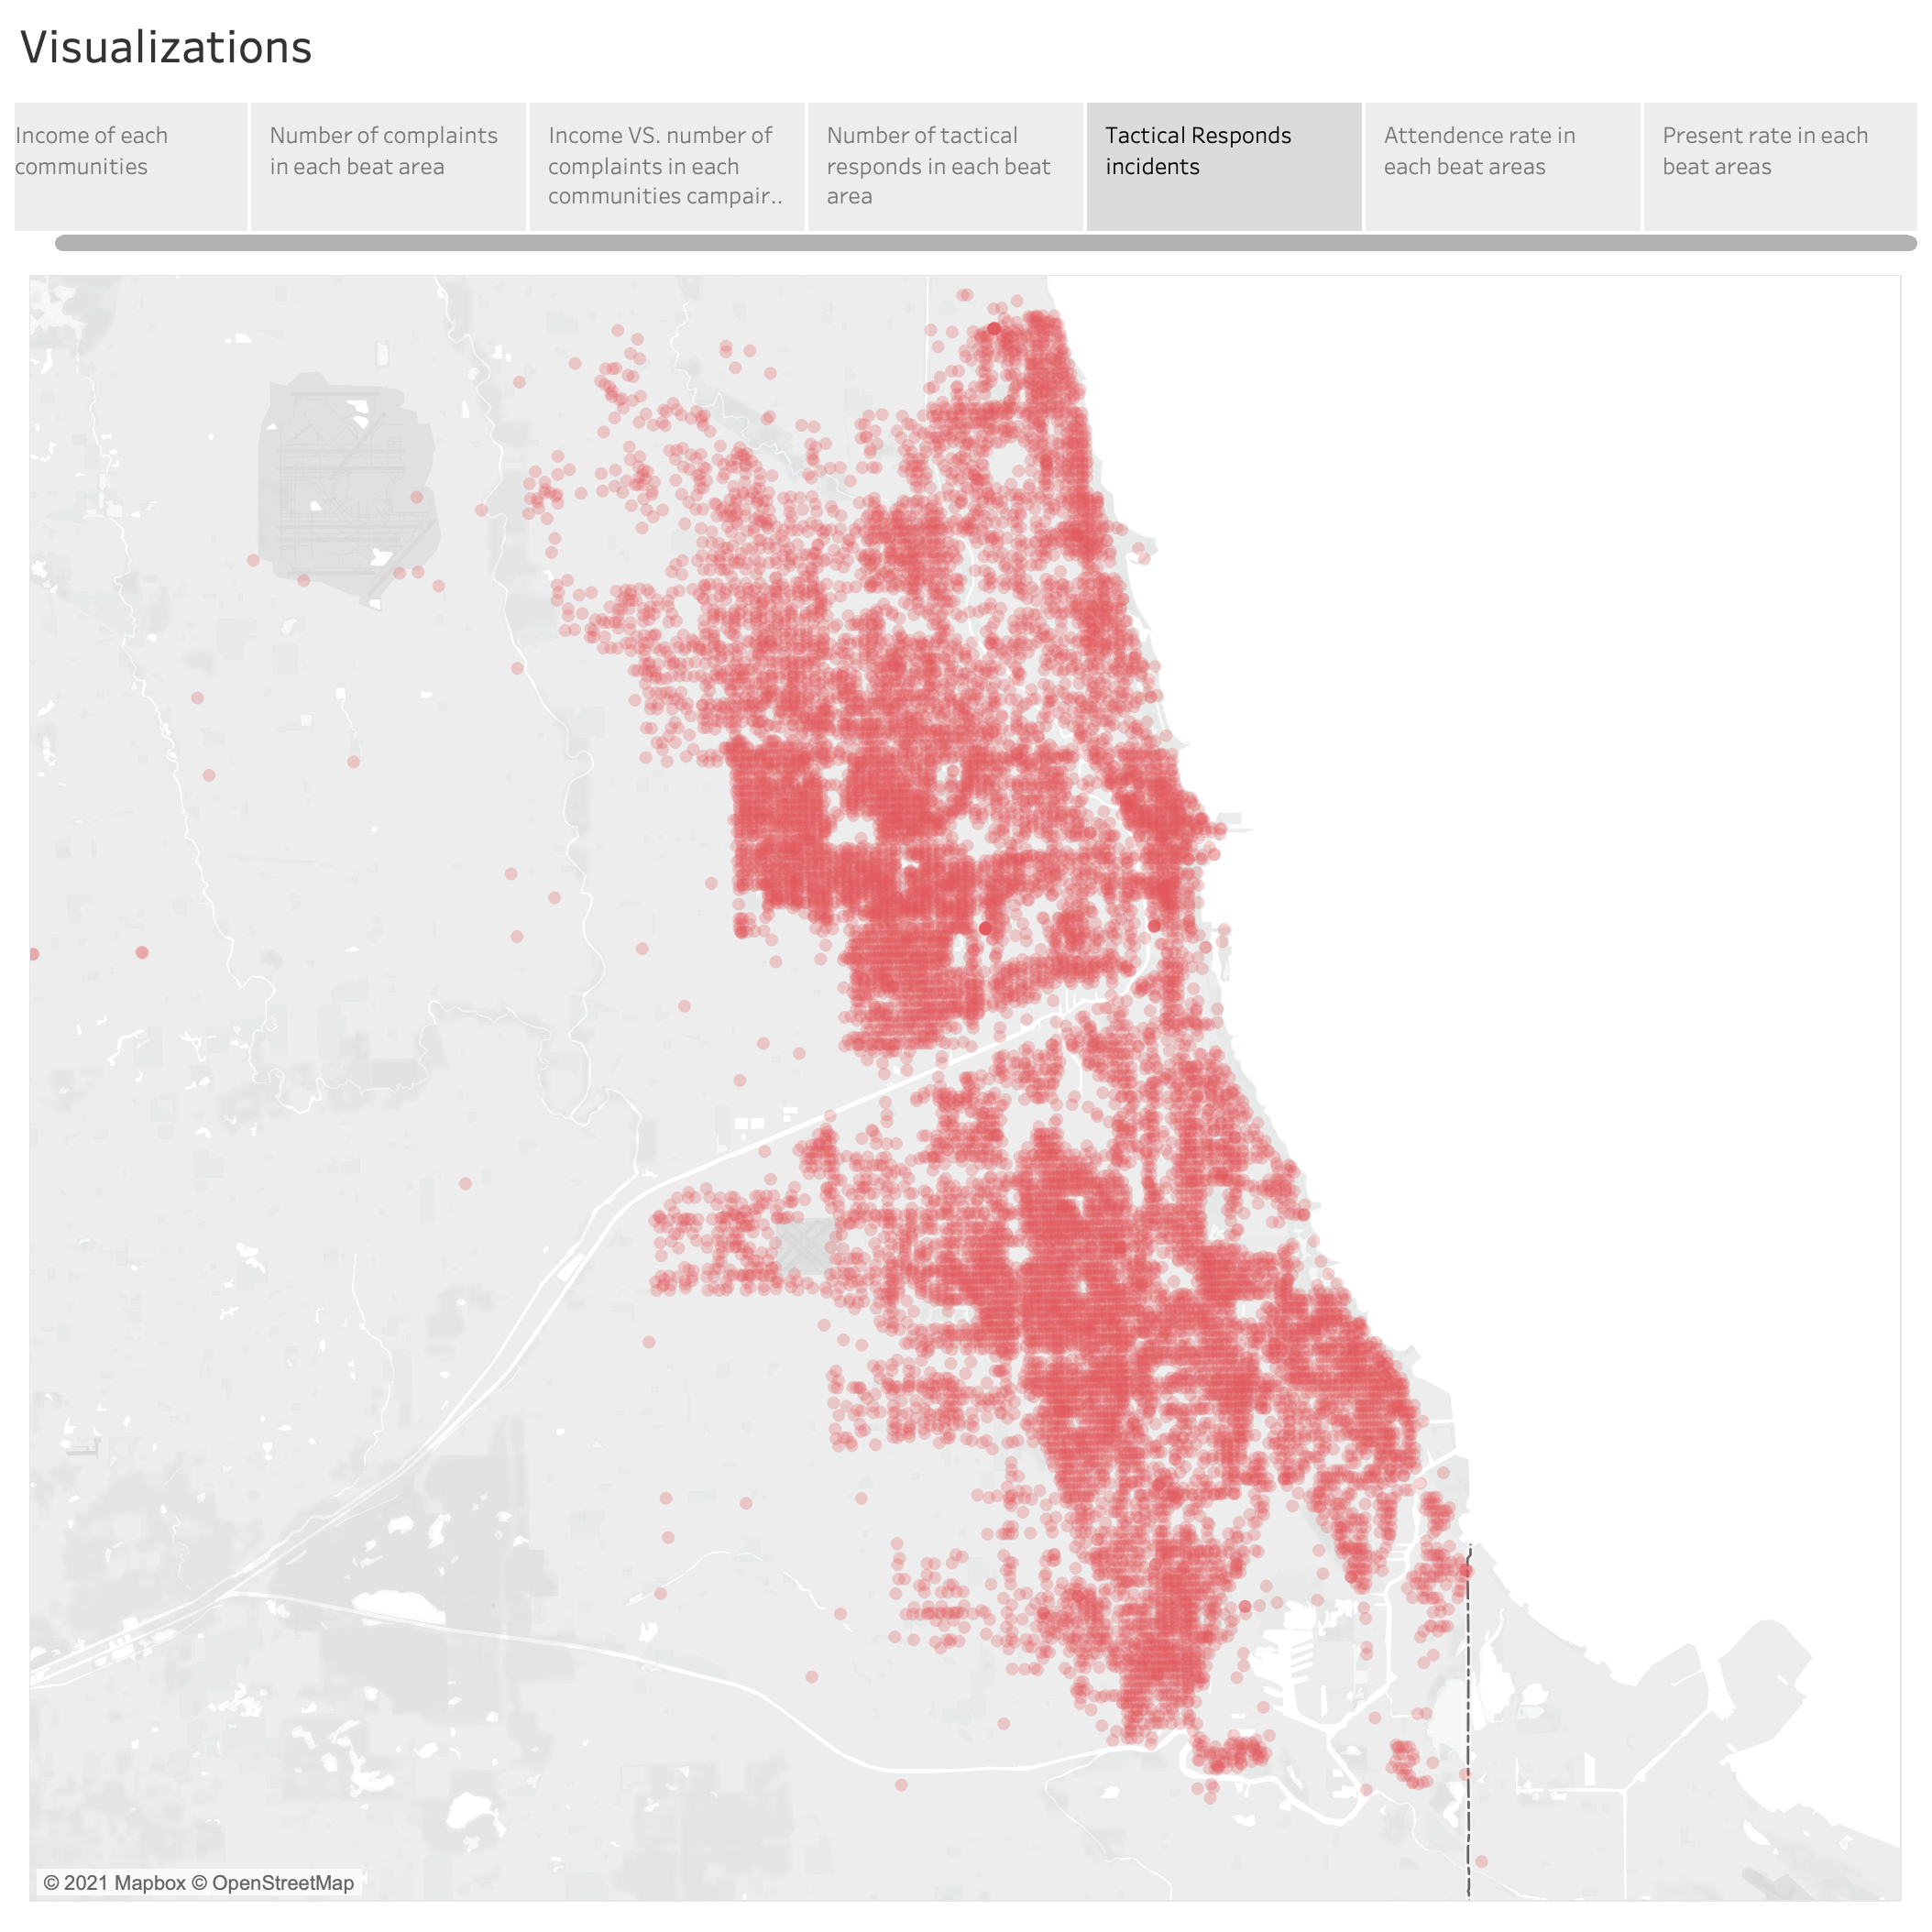 Visualizations
Income of each
communities
Number of complaints
in each beat area
Income VS. number of
complaints in each
communities campair..
Number of tactical
responds in each beat
area
Tactical Responds
incidents
Attendence rate in
each beat areas
Present rate in each
beat areas
© 2021 Mapbox © OpenStreetMap